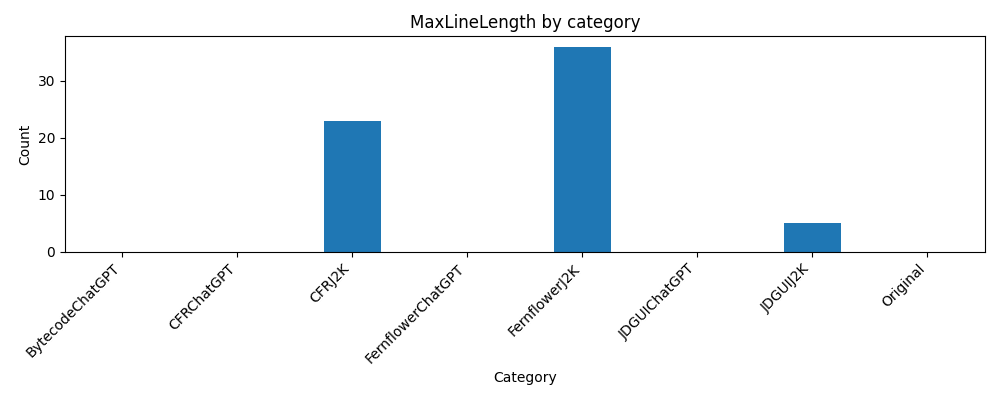 MaxLineLength by category
Count
30
20
10
0
BytecodeChatGPT
CFRChatGPT
CFRJ2K
FernflowerChatGPT
FernflowerJ2K
JDGUIChatGPT
JDGUIJ2K
Original
Category